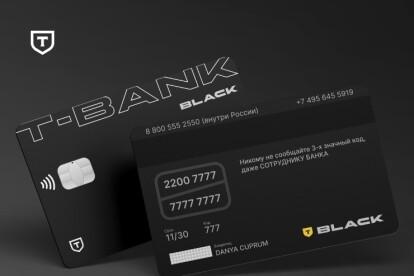 T
T-BANK
BLACK
8 800 555 2550 (внутри России)
+7 495 645 5919
Никому не сообщайте 3-х значный код,
даже СОТРУДНИКУ БАНКА
2200 7777
7777 7777
11/30
777
DANYA CUPRUM
T BLACK
T